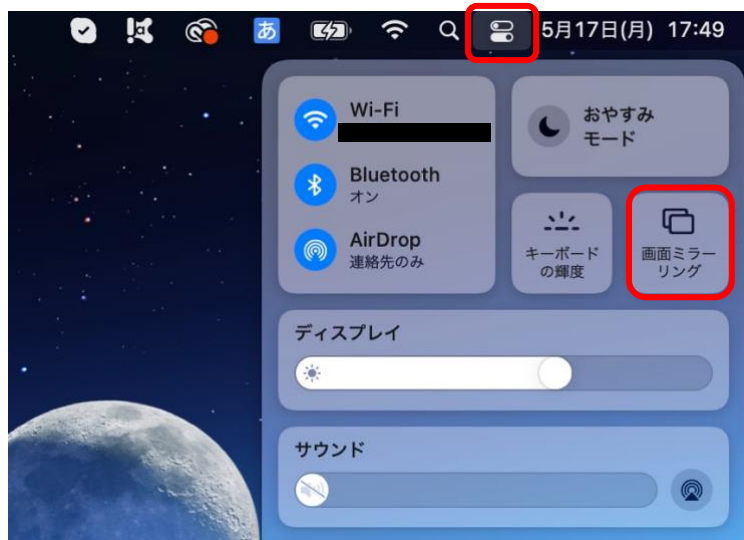 あ 5月17日(月) 17:49
Wi-Fi
Bluetooth
オン
AirDrop
連絡先のみ
おやすみ
モード
キーボード
の輝度
画面ミラー
リング
ディスプレイ
サウンド